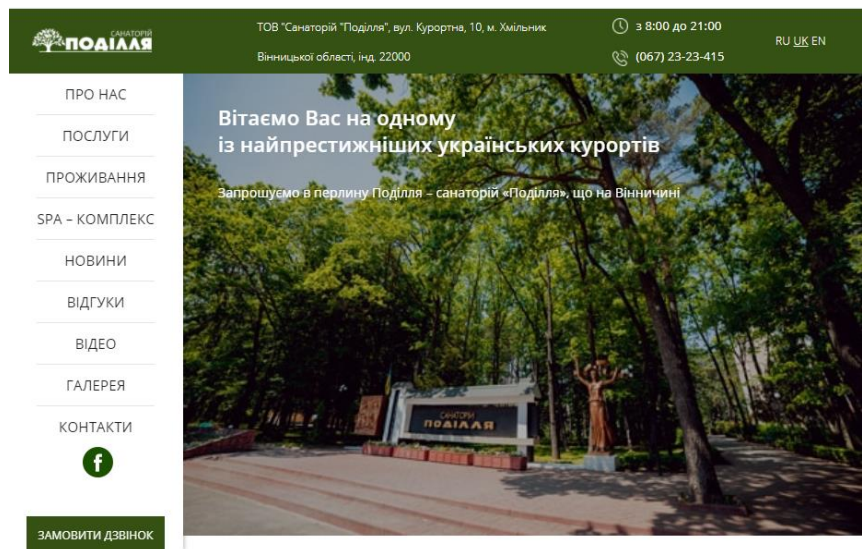 САНАТОРІЙ
ПОДІЛЛЯ
ТОВ "Санаторій "Поділля", вул. Курортна, 10, м. Хмільник
Вінницької області, інд. 22000
з 8:00 до 21:00
(067) 23-23-415
RU UK EN
ПРО НАС
ПОСЛУГИ
ПРОЖИВАННЯ
SPA – КОМПЛЕКС
НОВИНИ
ВІДГУКИ
ВІДЕО
ГАЛЕРЕЯ
КОНТАКТИ
f
ЗАМОВИТИ ДЗВІНОК
Вітаємо Вас на одному
із найпрестижніших українських курортів
Запрошуємо в перлину Поділля – санаторій «Поділля», що на Вінничині
САНАТОРІЙ
ПОДІЛЛЯ